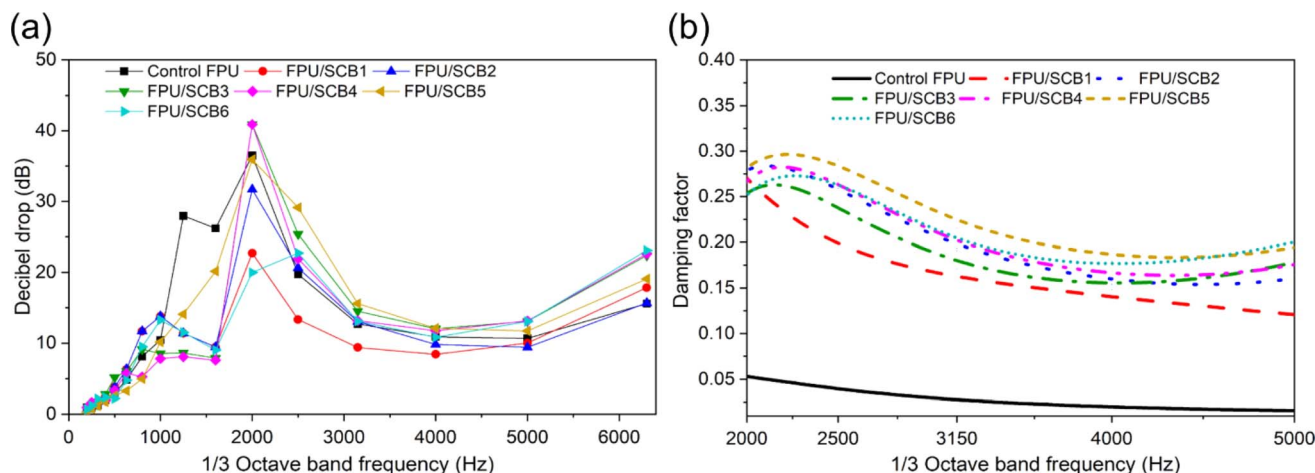 (a)
50
40
30
20
10
0
Decibel drop (dB)
Control FPU FPU/SCB1 FPU/SCB2
FPU/SCB3 FPU/SCB4 FPU/SCB5
FPU/SCB6
0 1000 2000 3000 4000 5000 6000
1/3 Octave band frequency (Hz)
(b)
0.40
0.35
0.30
0.25
0.20
0.15
0.10
0.05
Damping factor
Control FPU FPU/SCB1 FPU/SCB2
FPU/SCB3 FPU/SCB4 FPU/SCB5
FPU/SCB6
2000 2500 3150 4000 5000
1/3 Octave band frequency (Hz)